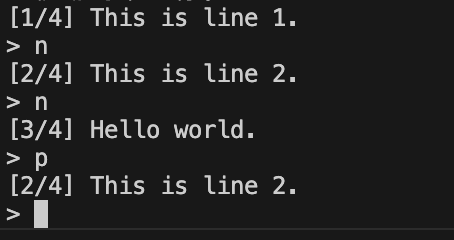 [1/4] This is line 1.
> n
[2/4] This is line 2.
> n
[3/4] Hello world.
> p
[2/4] This is line 2.
>